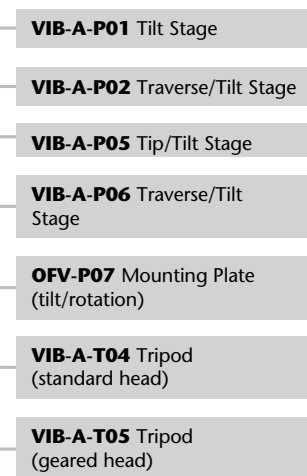 VIB-A-P01 Tilt Stage
VIB-A-P02 Traverse/Tilt Stage
VIB-A-P05 Tip/Tilt Stage
VIB-A-P06 Traverse/Tilt
Stage
OFV-P07 Mounting Plate
(tilt/rotation)
VIB-A-T04 Tripod
(standard head)
VIB-A-T05 Tripod
(geared head)